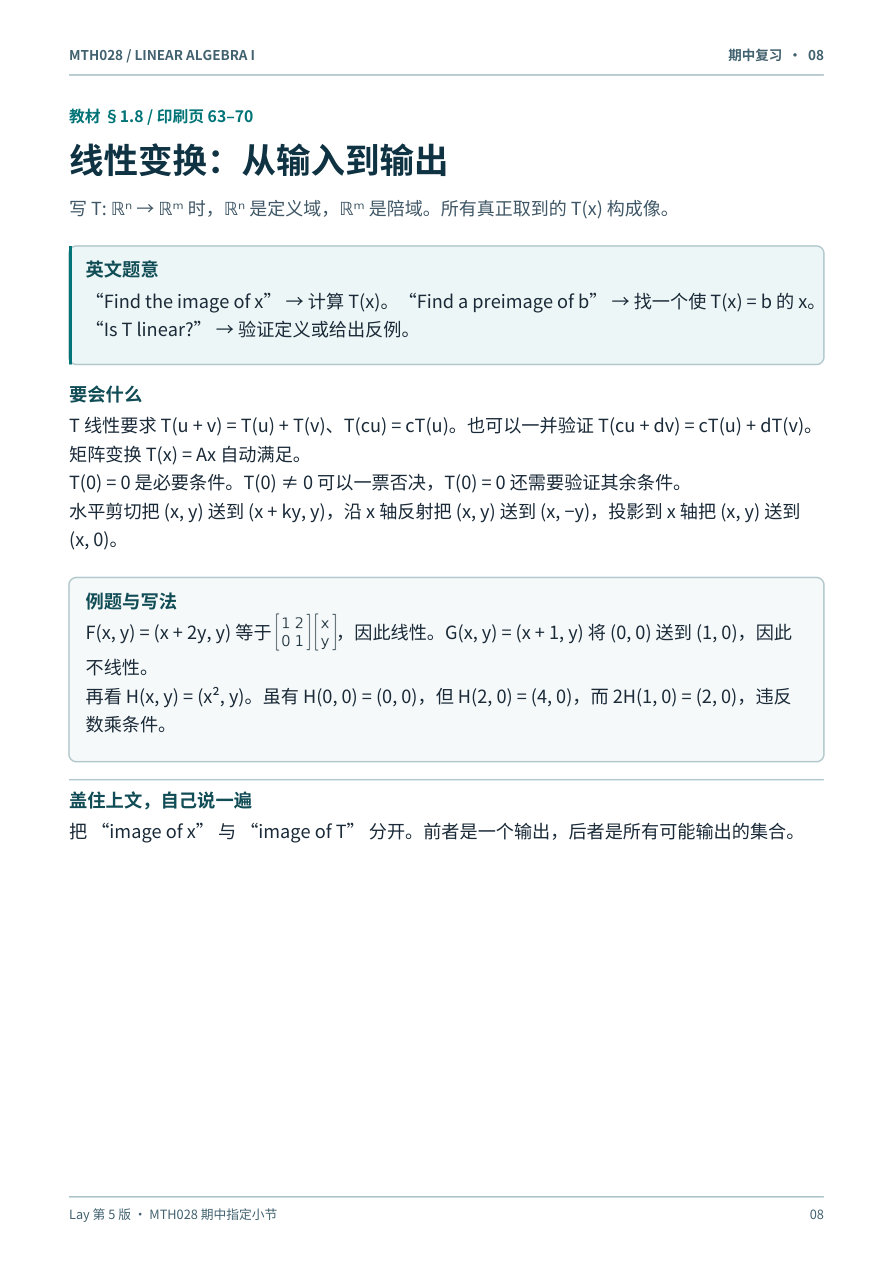 MTH028 / LINEAR ALGEBRA I
期中复习 · 08
教材 §1.8 / 印刷页 63–70
线性变换：从输入到输出
写 T: ℝⁿ → ℝᵐ 时，ℝⁿ 是定义域，ℝᵐ 是陪域。所有真正取到的 T(x) 构成像。
英文题意
“Find the image of x” → 计算 T(x)。“Find a preimage of b” → 找一个使 T(x) = b 的 x。
“Is T linear?” → 验证定义或给出反例。
要会什么
T 线性要求 T(u + v) = T(u) + T(v)、T(cu) = cT(u)。也可以一并验证 T(cu + dv) = cT(u) + dT(v)。
矩阵变换 T(x) = Ax 自动满足。
T(0) = 0 是必要条件。T(0) ≠ 0 可以一票否决，T(0) = 0 还需要验证其余条件。
水平剪切把 (x, y) 送到 (x + ky, y)，沿 x 轴反射把 (x, y) 送到 (x, −y)，投影到 x 轴把 (x, y) 送到
(x, 0)。
例题与写法
F(x, y) = (x + 2y, y) 等于 [1 2; 0 1][x; y]，因此线性。G(x, y) = (x + 1, y) 将 (0, 0) 送到 (1, 0)，因此
不线性。
再看 H(x, y) = (x², y)。虽有 H(0, 0) = (0, 0)，但 H(2, 0) = (4, 0)，而 2H(1, 0) = (2, 0)，违反
数乘条件。
盖住上文，自己说一遍
把 “image of x” 与 “image of T” 分开。前者是一个输出，后者是所有可能输出的集合。
Lay 第 5 版 · MTH028 期中指定小节
08